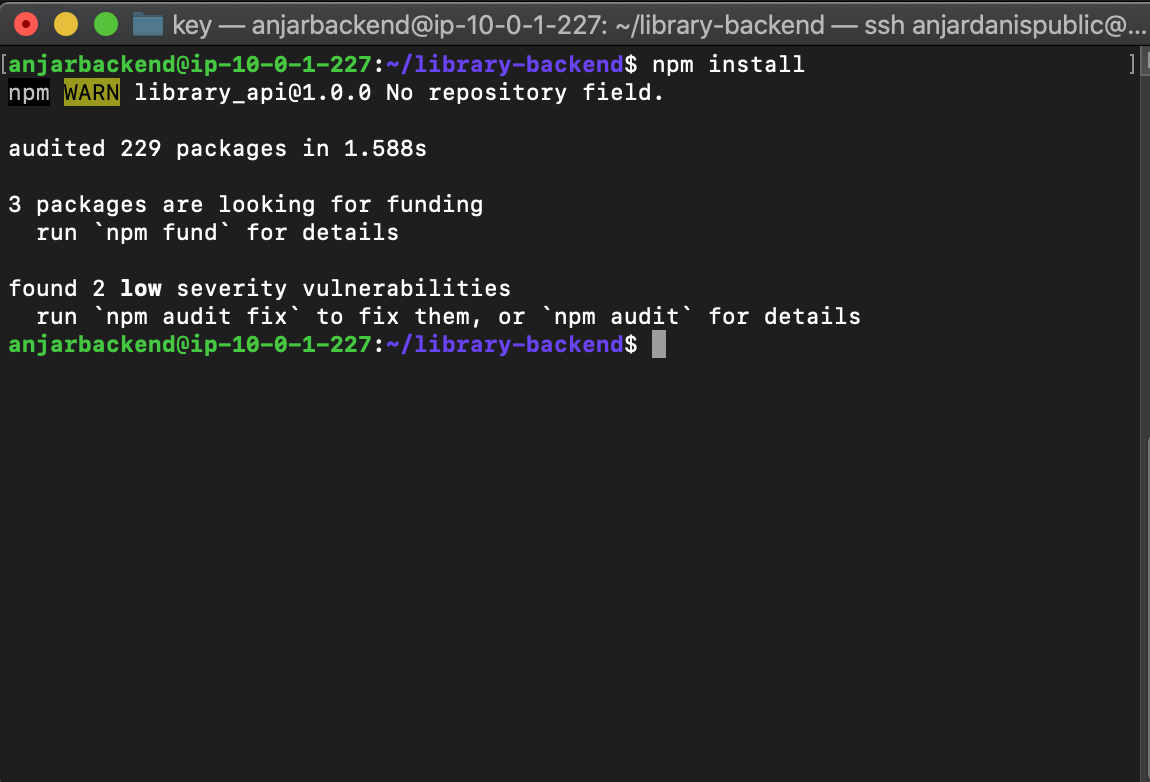 key — anjarbackend@ip-10-0-1-227: ~/library-backend — ssh anjardanispublic@...
[anjarbackend@ip-10-0-1-227:~/library-backend$ npm install ]
npm WARN library_api@1.0.0 No repository field.
audited 229 packages in 1.588s
3 packages are looking for funding
run `npm fund` for details
found 2 low severity vulnerabilities
run `npm audit fix` to fix them, or `npm audit` for details
anjarbackend@ip-10-0-1-227:~/library-backend$